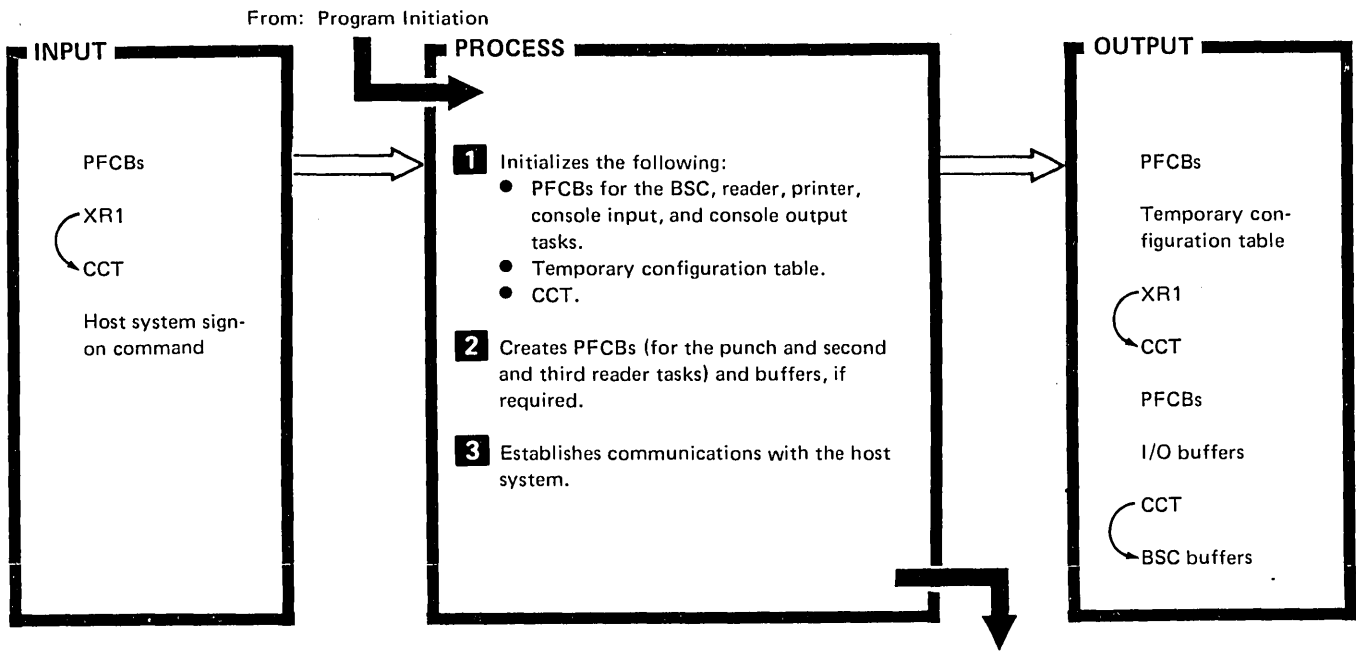 From: Program Initiation
INPUT
PFCBs
XR1
CCT
Host system sign-
on command
PROCESS
1 Initializes the following:
● PFCBs for the BSC, reader, printer,
console input, and console output
tasks.
● Temporary configuration table.
● CCT.
2 Creates PFCBs (for the punch and second
and third reader tasks) and buffers, if
required.
3 Establishes communications with the host
system.
OUTPUT
PFCBs
Temporary con-
figuration table
XR1
CCT
PFCBs
I/O buffers
CCT
BSC buffers